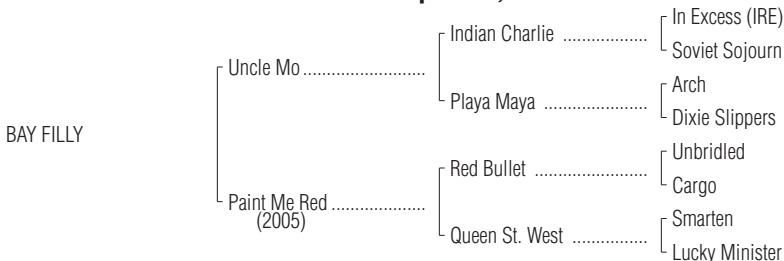 In Excess (IRE)
Indian Charlie ..................
Soviet Sojourn
Uncle Mo ..........................
Arch
Playa Maya ......................
Dixie Slippers
BAY FILLY
Unbridled
Red Bullet ........................
Cargo
Paint Me Red ....................
(2005)
Smarten
Queen St. West ................
Lucky Minister